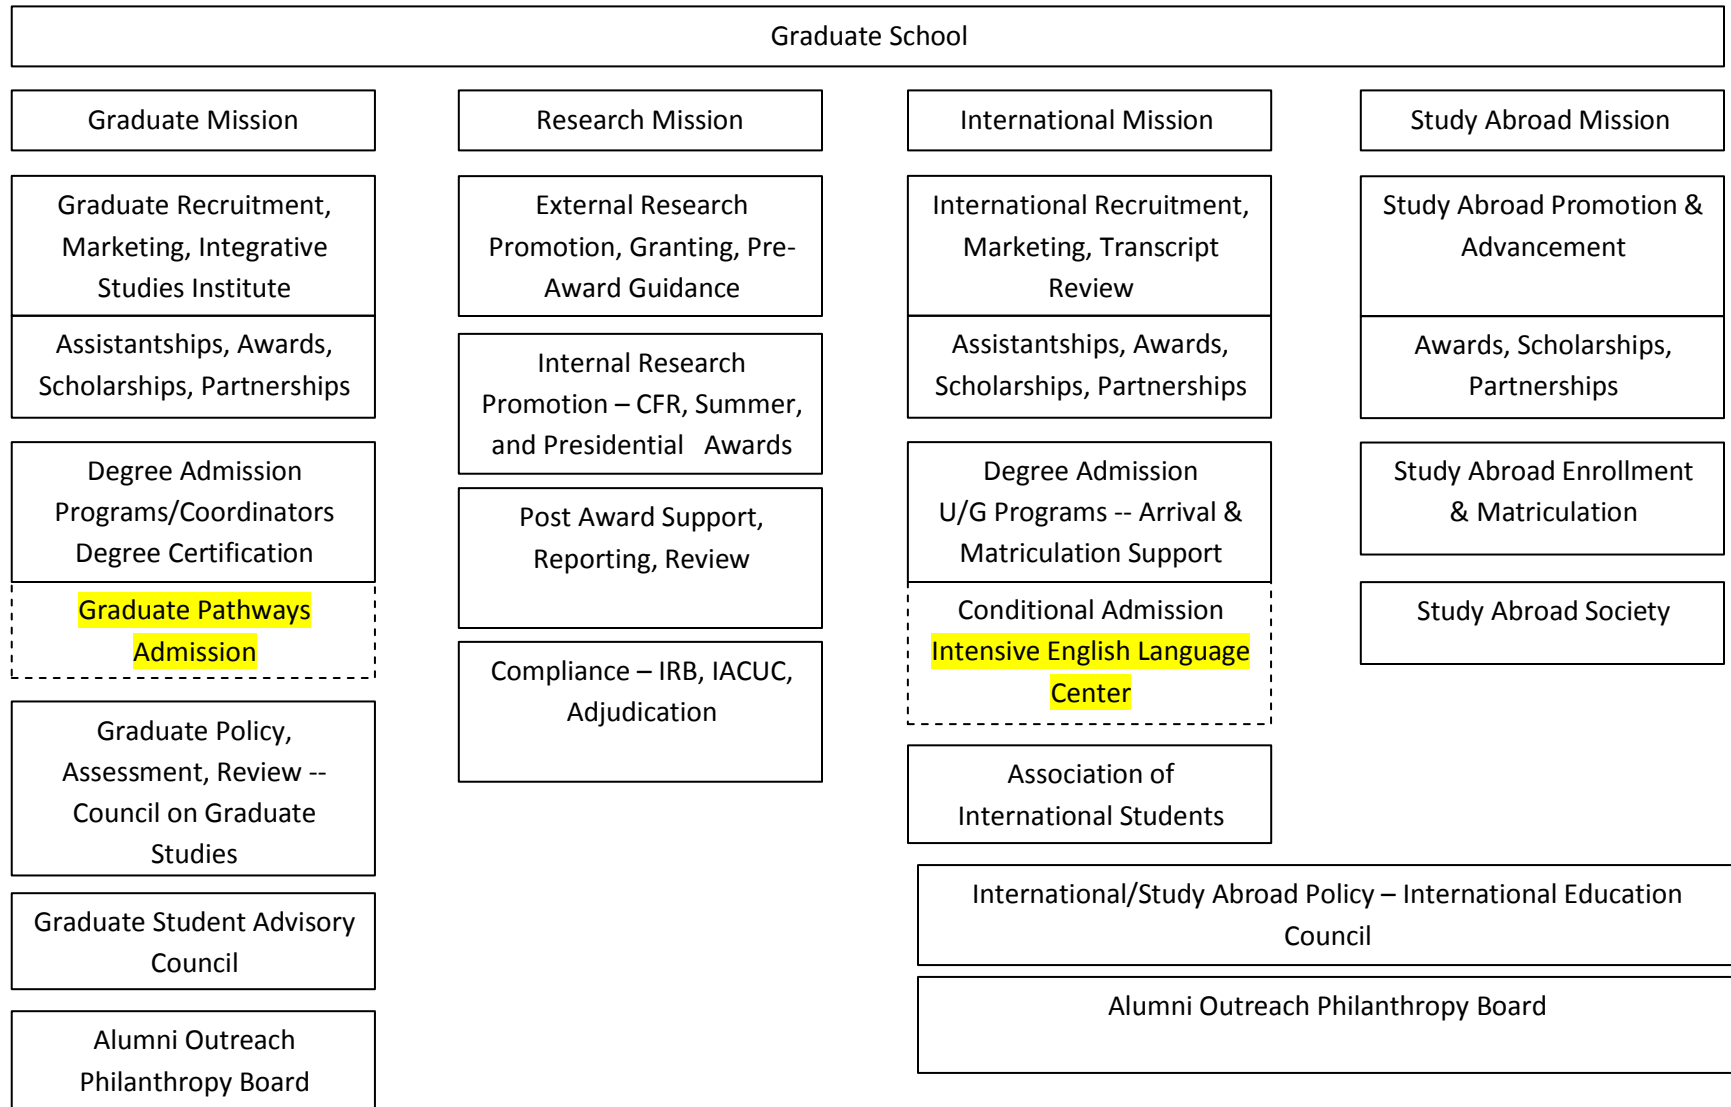 Graduate School
Graduate Mission
Research Mission
International Mission
Study Abroad Mission
Graduate Recruitment,
Marketing, Integrative
Studies Institute
Assistantships, Awards,
Scholarships, Partnerships
Degree Admission
Programs/Coordinators
Degree Certification
Graduate Pathways
Admission
Graduate Policy,
Assessment, Review --
Council on Graduate
Studies
Graduate Student Advisory
Council
Alumni Outreach
Philanthropy Board
External Research
Promotion, Granting, Pre-
Award Guidance
Internal Research
Promotion – CFR, Summer,
and Presidential Awards
Post Award Support,
Reporting, Review
Compliance – IRB, IACUC,
Adjudication
International Recruitment,
Marketing, Transcript
Review
Assistantships, Awards,
Scholarships, Partnerships
Degree Admission
U/G Programs -- Arrival &
Matriculation Support
Conditional Admission
Intensive English Language
Center
Association of
International Students
Study Abroad Promotion &
Advancement
Awards, Scholarships,
Partnerships
Study Abroad Enrollment
& Matriculation
Study Abroad Society
International/Study Abroad Policy – International Education
Council
Alumni Outreach Philanthropy Board